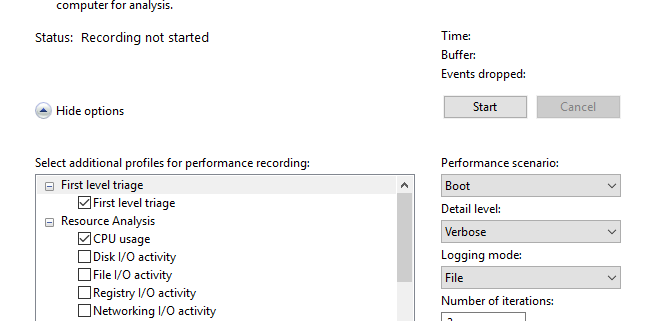 computer for analysis.
Status: Recording not started
Time:
Buffer:
Events dropped:
Hide options
Start
Cancel
Select additional profiles for performance recording:
First level triage
First level triage
Resource Analysis
CPU usage
Disk I/O activity
File I/O activity
Registry I/O activity
Networking I/O activity
Performance scenario:
Boot
Detail level:
Verbose
Logging mode:
File
Number of iterations: